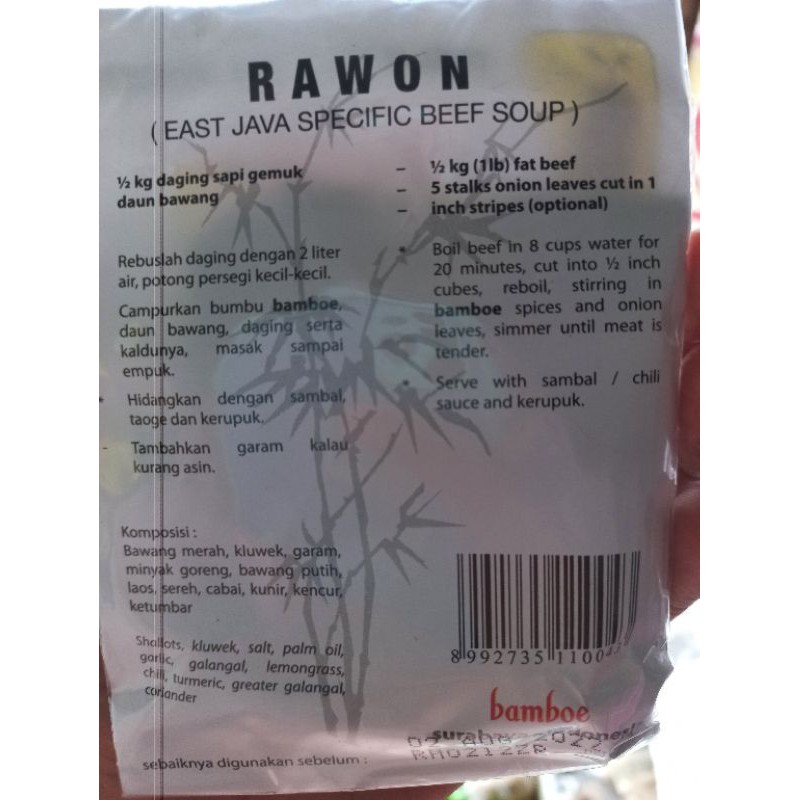 RAWON
( EAST JAVA SPECIFIC BEEF SOUP )
½ kg daging sapi gemuk
daun bawang
– ½ kg (1lb) fat beef
– 5 stalks onion leaves cut in 1
– inch stripes (optional)
Rebuslah daging dengan 2 liter
air, potong persegi kecil-kecil.
Campurkan bumbu bamboe,
daun bawang, daging serta
kaldunya, masak sampai
empuk.
Hidangkan dengan sambal,
taoge dan kerupuk.
- Tambahkan garam kalau
kurang asin.
• Boil beef in 8 cups water for
20 minutes, cut into ½ inch
cubes, reboil, stirring in
bamboe spices and onion
leaves, simmer until meat is
tender.
• Serve with sambal / chili
sauce and kerupuk.
Komposisi :
Bawang merah, kluwek, garam,
minyak goreng, bawang putih,
laos, sereh, cabai, kunir, kencur,
ketumbar
Shallots, kluwek, salt, palm oil,
garlic, galangal, lemongrass,
chili, turmeric, greater galangal,
coriander
8 992735 1100
bamboe
sebaiknya digunakan sebelum :